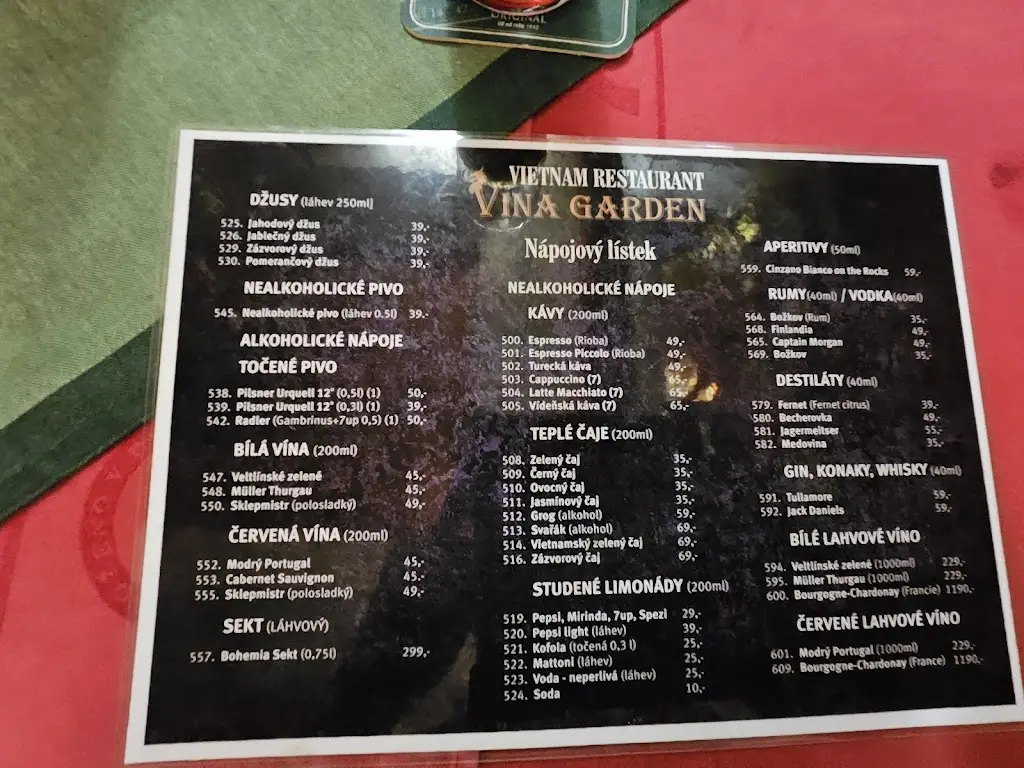 ORIGINAL
VIETNAM RESTAURANT
VINA GARDEN
Nápojový lístek
DŽUSY (láhev 250ml)
525. Jahodový džus 39,-
526. Jablečný džus 39,-
529. Zázvorový džus 39,-
530. Pomerančový džus 39,-
NEALKOHOLICKÉ PIVO
545. Nealkoholické pivo (láhev 0.5l) 39.-
ALKOHOLICKÉ NÁPOJE
TOČENÉ PIVO
538. Pilsner Urquell 12° (0,5l) (1) 50,-
539. Pilsner Urquell 12° (0,3l) (1) 39,-
542. Radler (Gambrinus+7up 0,5) (1) 50,-
BÍLÁ VÍNA (200ml)
547. Veltlínské zelené 45,-
548. Müller Thurgau 45,-
550. Sklepmistr (polosladký) 49,-
ČERVENÁ VÍNA (200ml)
552. Modrý Portugal 45,-
553. Cabernet Sauvignon 45.-
555. Sklepmistr (polosladký) 49,-
SEKT (LÁHVOVÝ)
557. Bohemia Sekt (0,75l) 299,-
NEALKOHOLICKÉ NÁPOJE
KÁVY (200ml)
500. Espresso (Rioba) 49,-
501. Espresso Piccolo (Rioba) 49,-
502. Turecká káva 49,-
503. Cappuccino (7) 65,-
504. Latte Macchiato (7) 65,-
505. Vídeňská káva (7) 65,-
TEPLÉ ČAJE (200ml)
508. Zelený čaj 35,-
509. Černý čaj 35,-
510. Ovocný čaj 35,-
511. Jasmínový čaj 35,-
512. Grog (alkohol) 59,-
513. Svařák (alkohol) 69,-
514. Vietnamský zelený čaj 69,-
516. Zázvorový čaj 69,-
STUDENÉ LIMONÁDY (200ml)
519. Pepsi, Mirinda, 7up, Spezi 29,-
520. Pepsi light (láhev) 39,-
521. Kofola (točená 0,3 l) 25,-
522. Mattoni (láhev) 25,-
523. Voda - neperlivá (láhev) 25,-
524. Soda 10,-
APERITIVY (50ml)
559. Cinzano Bianco on the Rocks 59,-
RUMY(40ml) / VODKA(40ml)
564. Božkov (Rum) 35,-
568. Finlandia 49,-
565. Captain Morgan 49,-
569. Božkov 35,-
DESTILÁTY (40ml)
579. Fernet (Fernet citrus) 39,-
580. Becherovka 49,-
581. Jagermeitser 55,-
582. Medovina 35,-
GIN, KONAKY, WHISKY (40ml)
591. Tullamore 59,-
592. Jack Daniels 59,-
BÍLÉ LAHVOVÉ VÍNO
594. Veltlínské zelené (1000ml) 229,-
595. Müller Thurgau (1000ml) 229,-
600. Bourgogne-Chardonay (Francie) 1190,-
ČERVENÉ LAHVOVÉ VÍNO
601. Modrý Portugal (1000ml) 229,-
609. Bourgogne-Chardonay (France) 1190,-